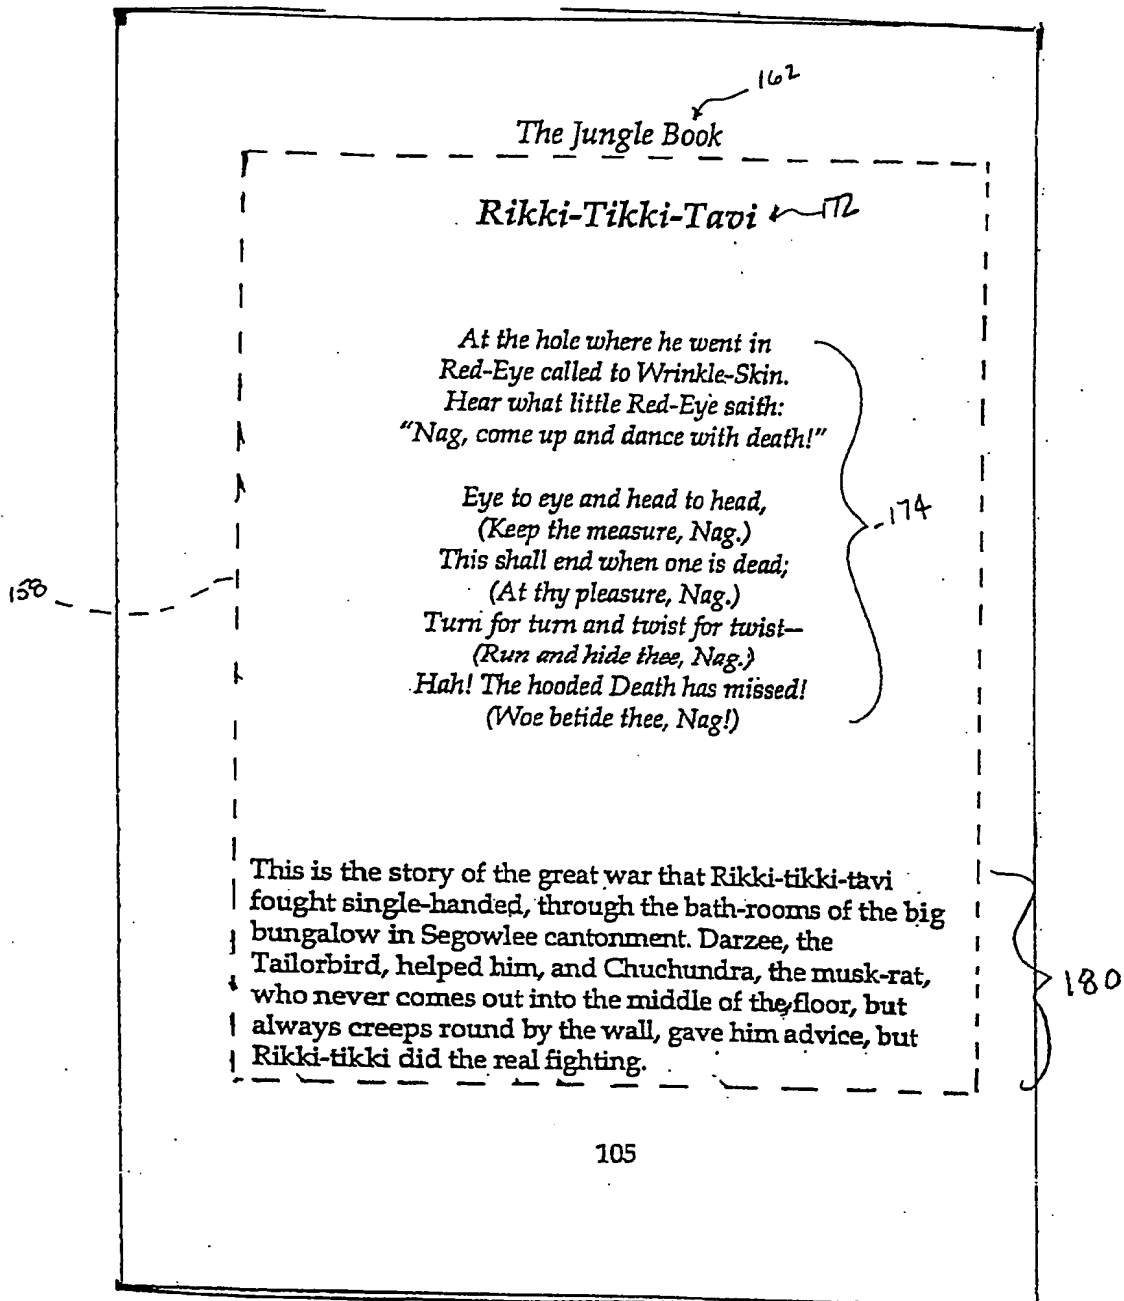 162
The Jungle Book
Rikki-Tikki-Tavi 172
At the hole where he went in
Red-Eye called to Wrinkle-Skin.
Hear what little Red-Eye saith:
"Nag, come up and dance with death!"
Eye to eye and head to head,
(Keep the measure, Nag.)
174
This shall end when one is dead;
(At thy pleasure, Nag.)
158
Turn for turn and twist for twist—
(Run and hide thee, Nag.)
Hah! The hooded Death has missed!
(Woe betide thee, Nag!)
This is the story of the great war that Rikki-tikki-tavi
fought single-handed, through the bath-rooms of the big
bungalow in Segowlee cantonment. Darzee, the
Tailorbird, helped him, and Chuchundra, the musk-rat,
180
who never comes out into the middle of the floor, but
always creeps round by the wall, gave him advice, but
Rikki-tikki did the real fighting.
105